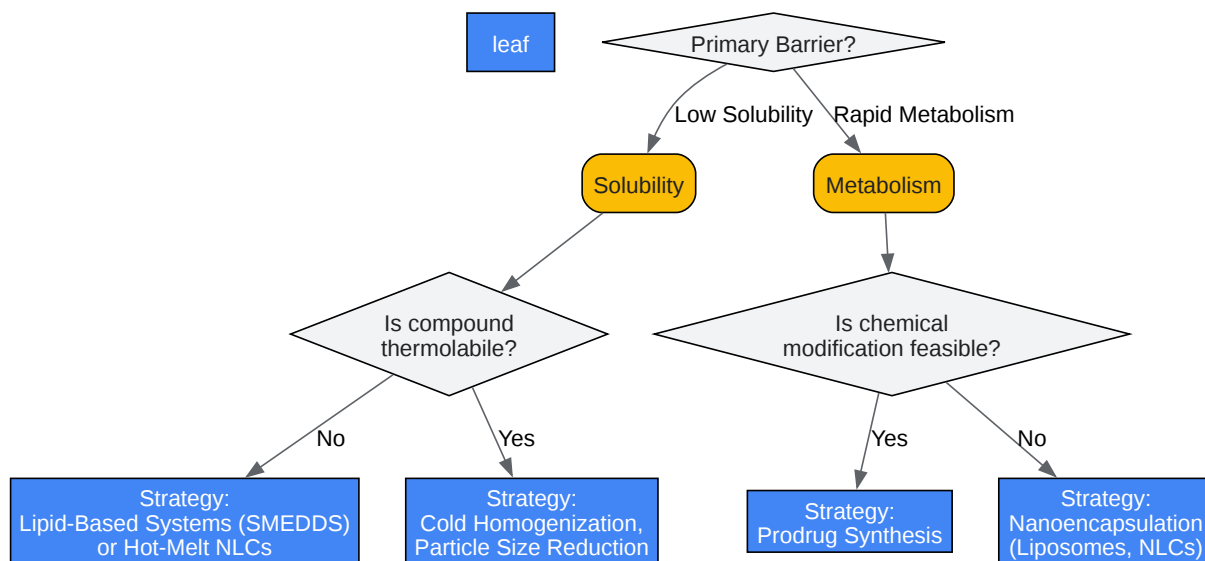 leaf
Primary Barrier?
Low Solubility
Rapid Metabolism
Solubility
Metabolism
Is compound
thermolabile?
Is chemical
modification feasible?
No
Yes
Yes
No
Strategy:
Lipid-Based Systems (SMEDDS)
or Hot-Melt NLCs
Strategy:
Cold Homogenization,
Particle Size Reduction
Strategy:
Prodrug Synthesis
Strategy:
Nanoencapsulation
(Liposomes, NLCs)